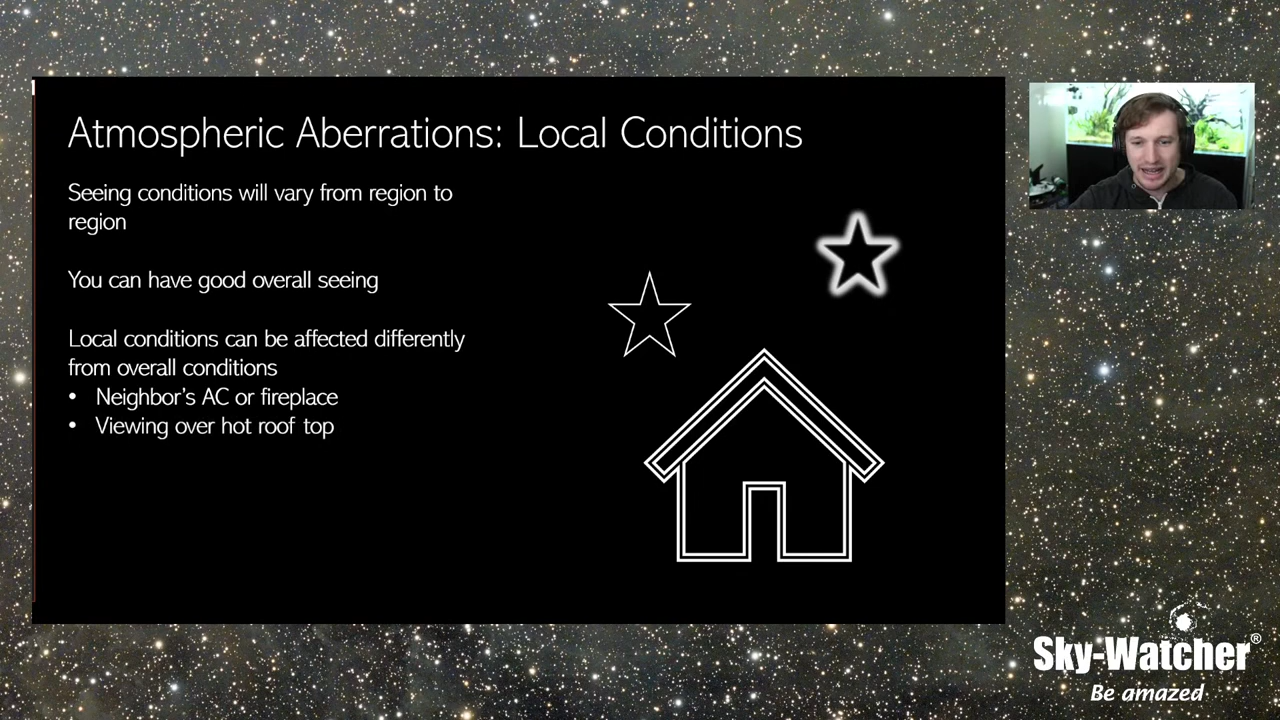 Atmospheric Aberrations: Local Conditions
Seeing conditions will vary from region to
region
You can have good overall seeing
Local conditions can be affected differently
from overall conditions
• Neighbor's AC or fireplace
• Viewing over hot roof top
Sky-Watcher®
Be amazed